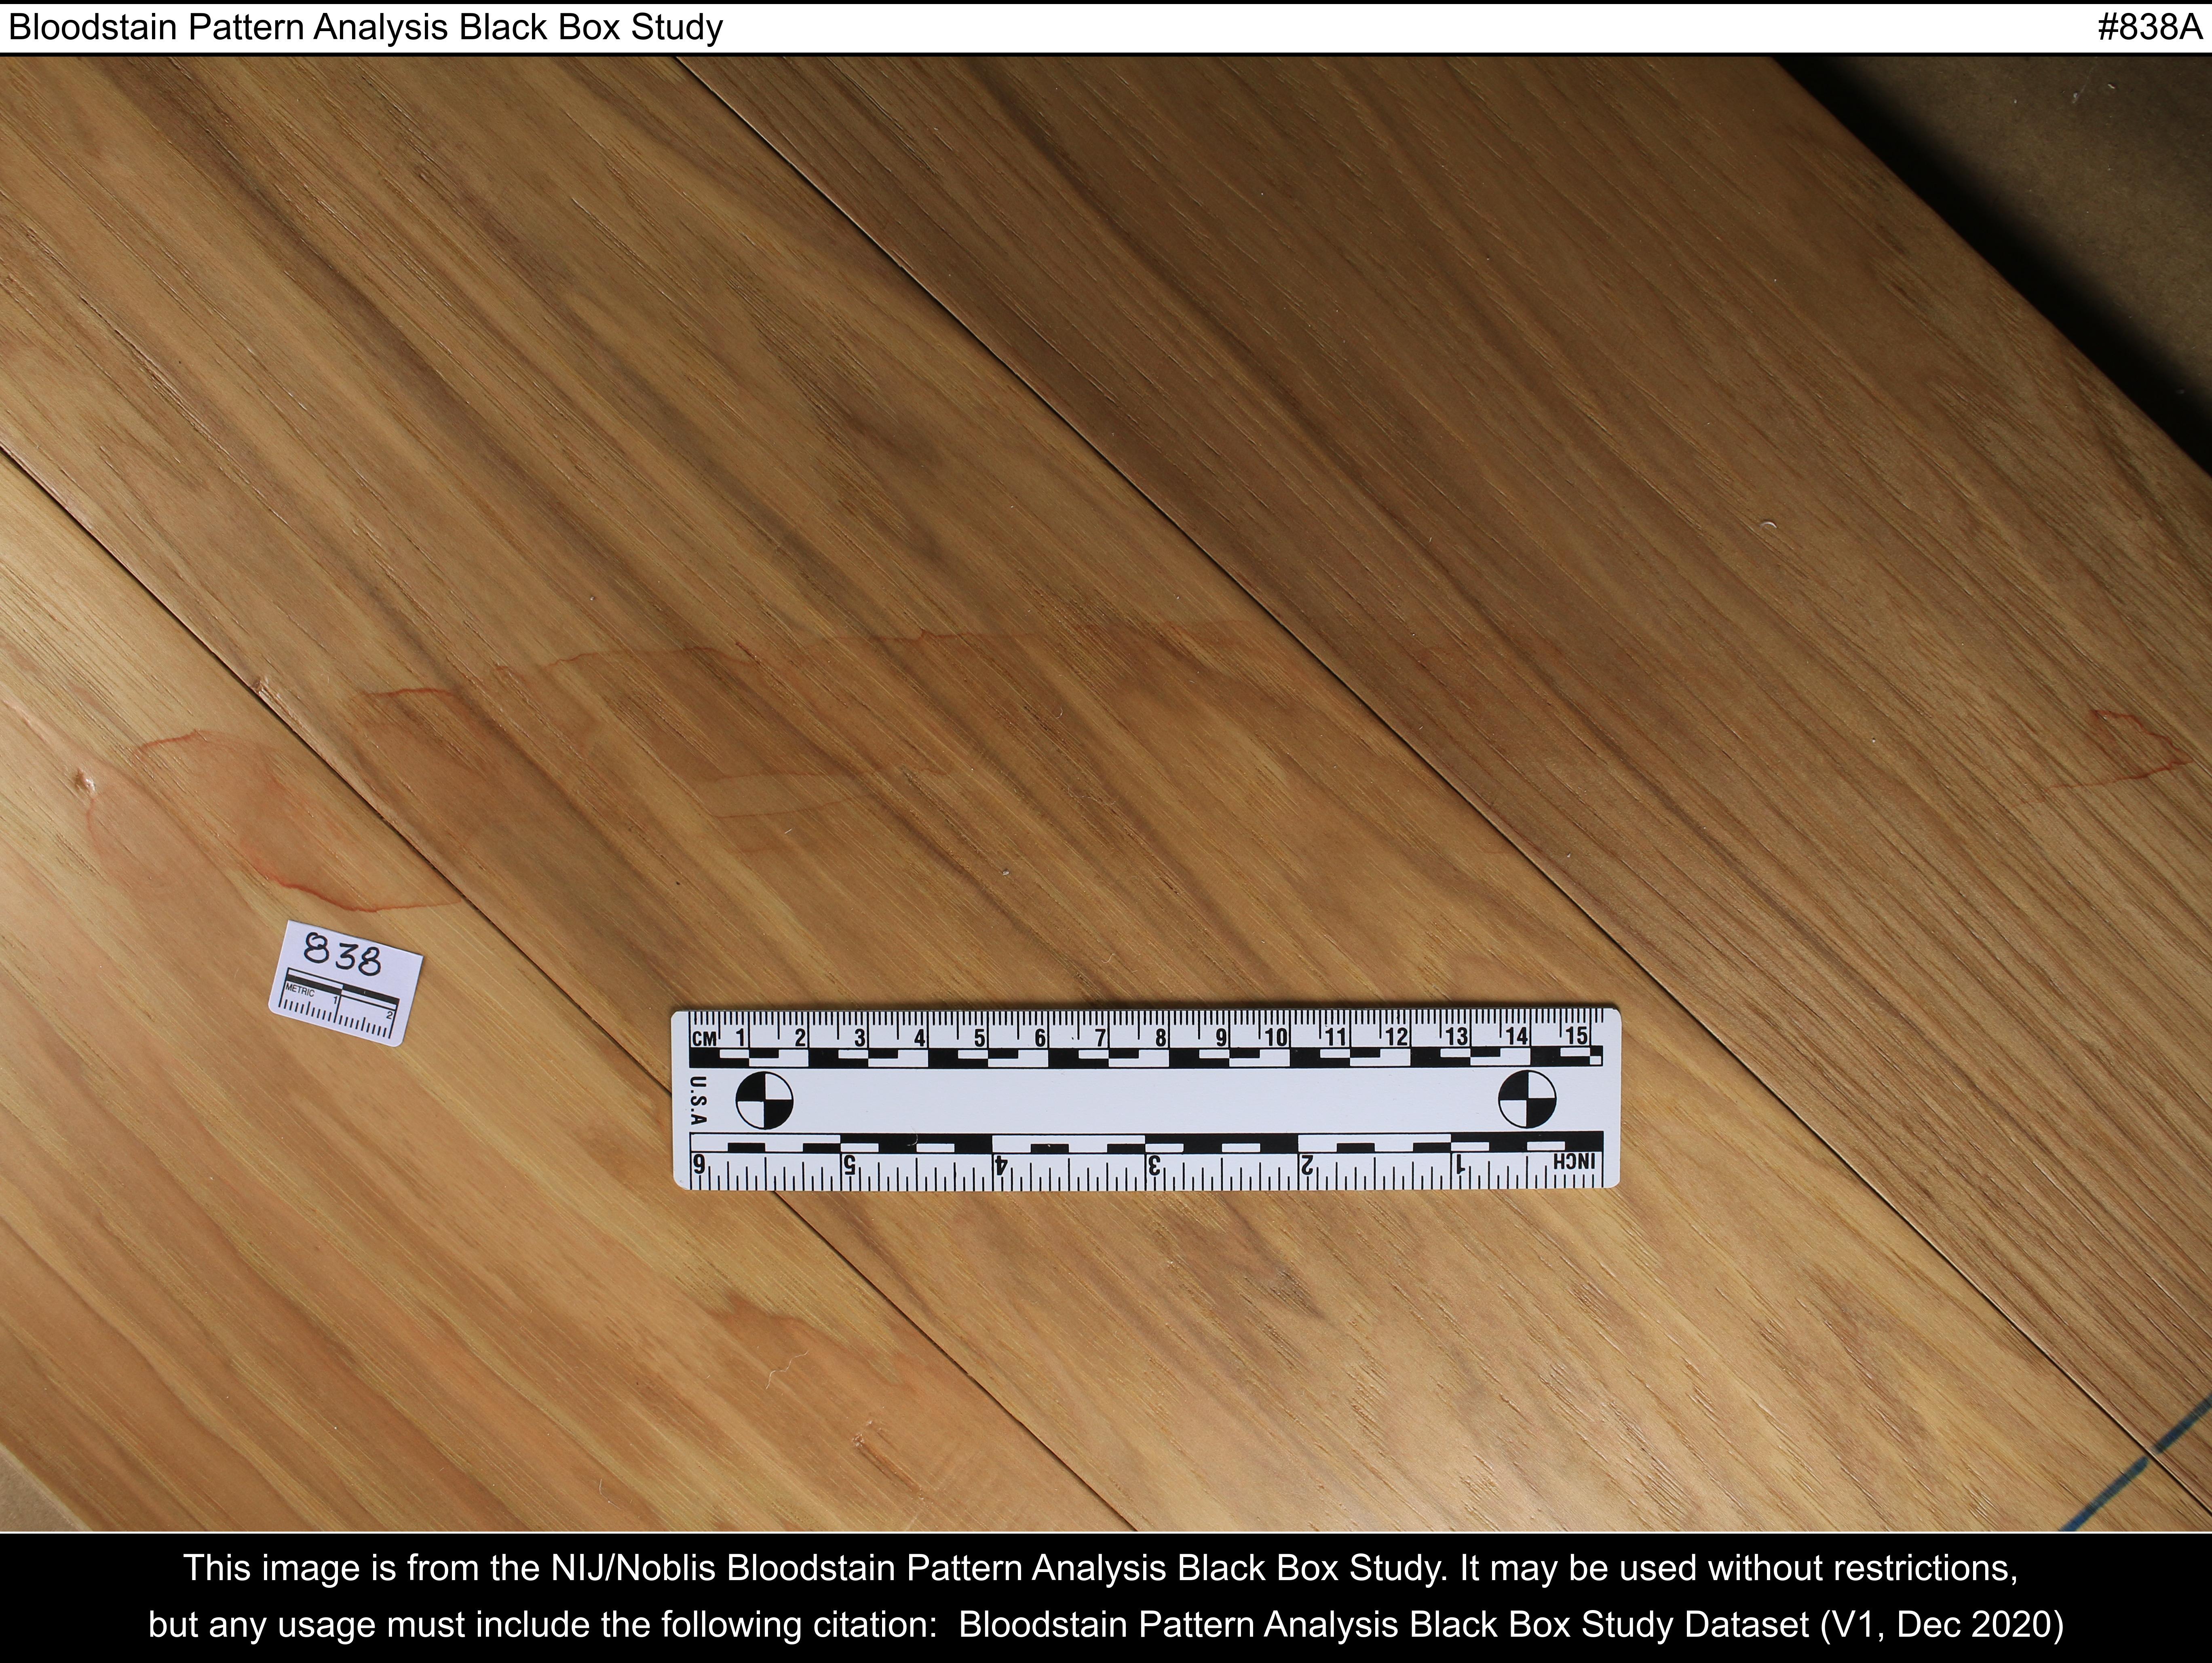 Bloodstain Pattern Analysis Black Box Study #838A
838
METRIC 1 2
CM 1 2 3 4 5 6 7 8 9 10 11 12 13 14 15
U.S.A
6 5 4 3 2 1 INCH
This image is from the NIJ/Noblis Bloodstain Pattern Analysis Black Box Study. It may be used without restrictions,
but any usage must include the following citation: Bloodstain Pattern Analysis Black Box Study Dataset (V1, Dec 2020)